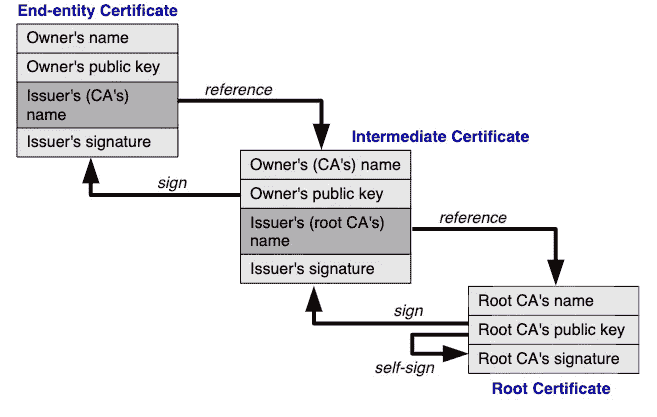 End-entity Certificate
Owner's name
Owner's public key
Issuer's (CA's)
name
Issuer's signature
reference
sign
Intermediate Certificate
Owner's (CA's) name
Owner's public key
Issuer's (root CA's)
name
Issuer's signature
reference
sign
Root CA's name
Root CA's public key
Root CA's signature
self-sign
Root Certificate